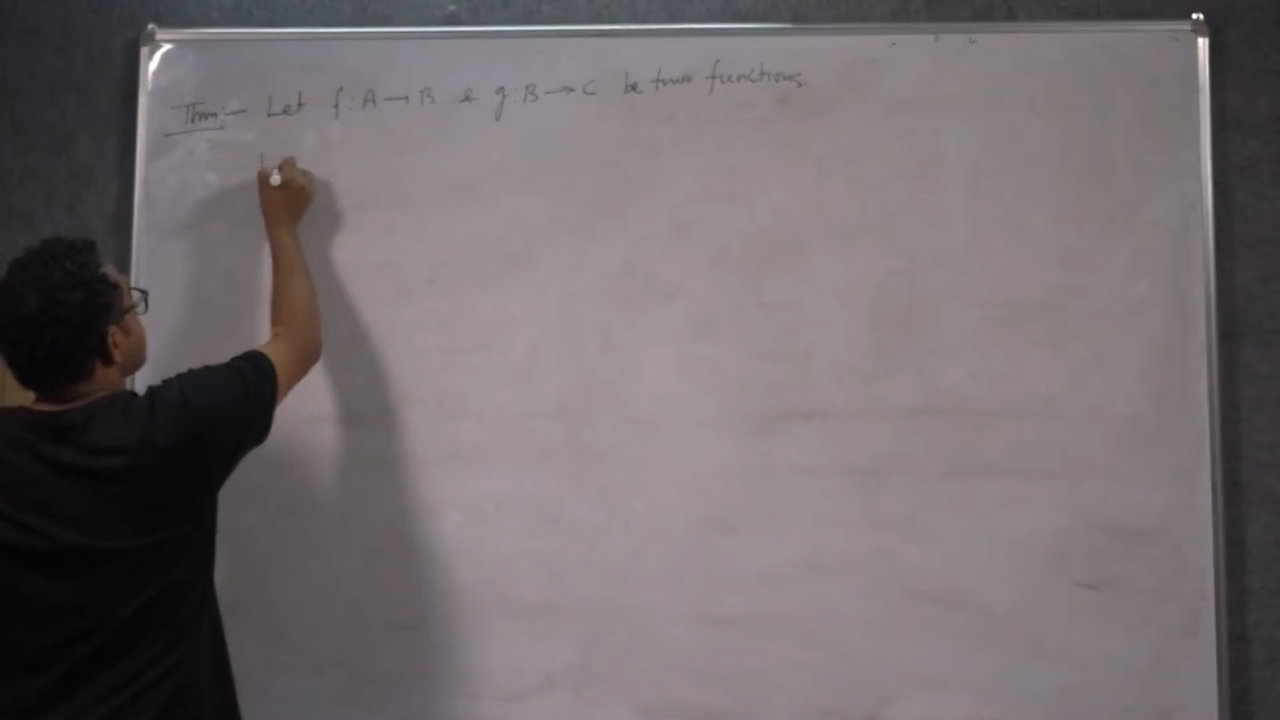 Thm:- Let f: A → B & g: B → C be two functions.